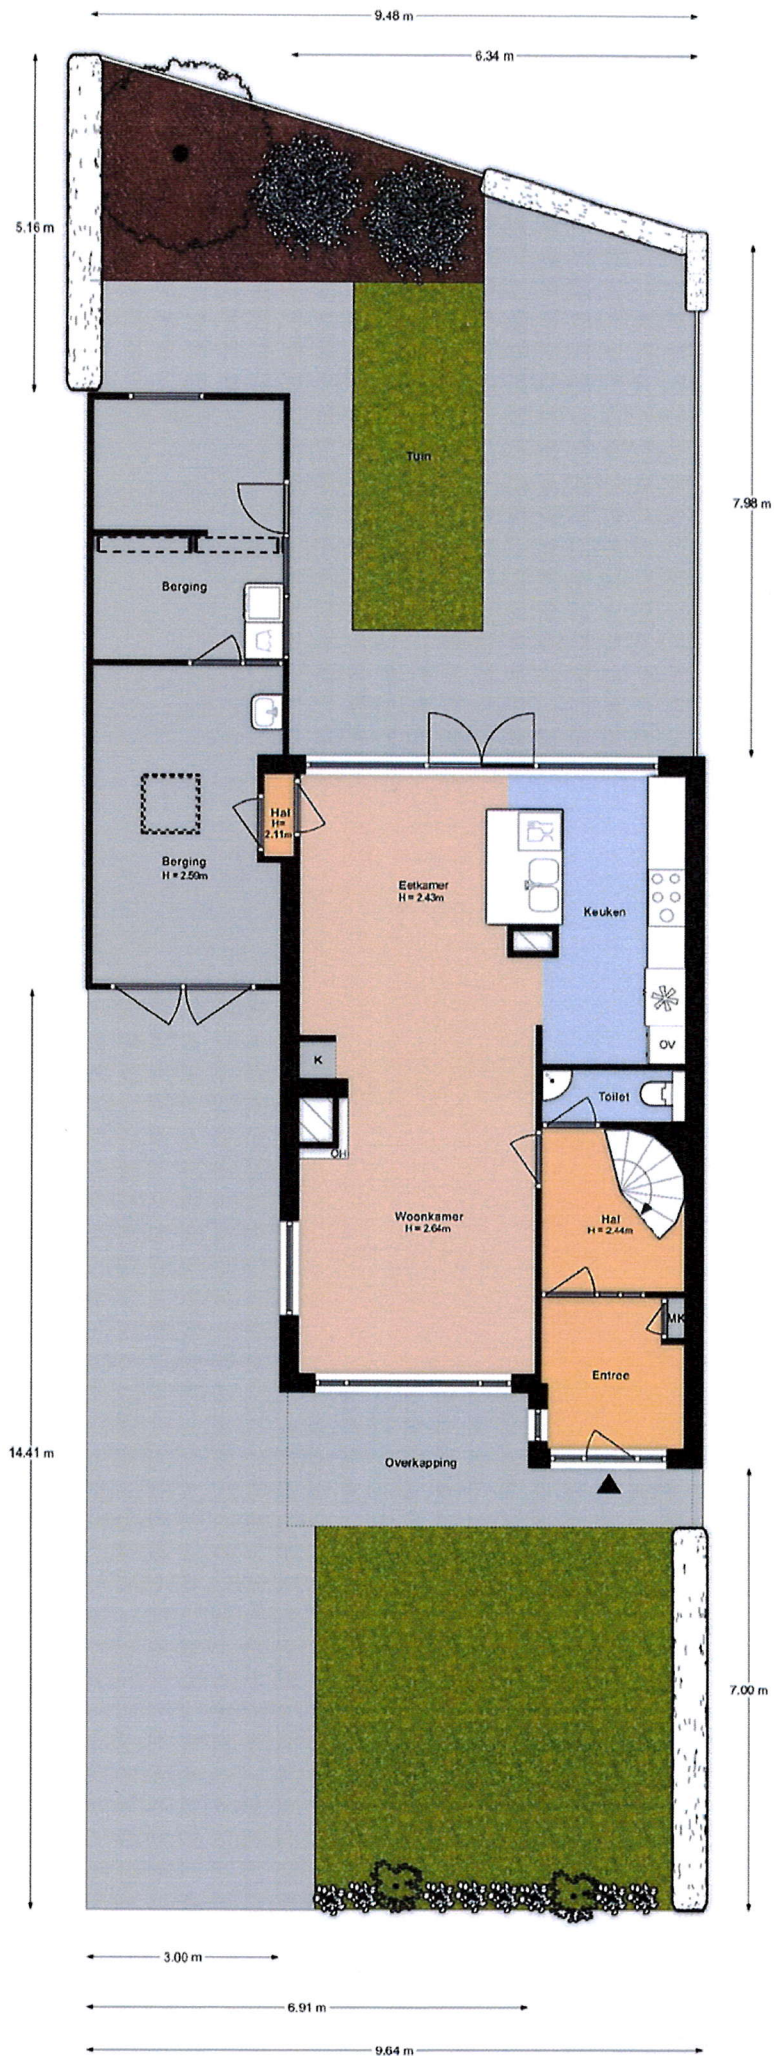 9.48 m
6.34 m
5.16 m
7.98 m
Tuin
Berging
Hal
H=
2.11m
Berging
H = 2.59m
Eetkamer
H = 2.43m
Keuken
OV
K
Toilet
OH
Woonkamer
H = 2.64m
Hal
H = 2.44m
MK
Entree
14.41 m
Overkapping
7.00 m
3.00 m
6.91 m
9.64 m